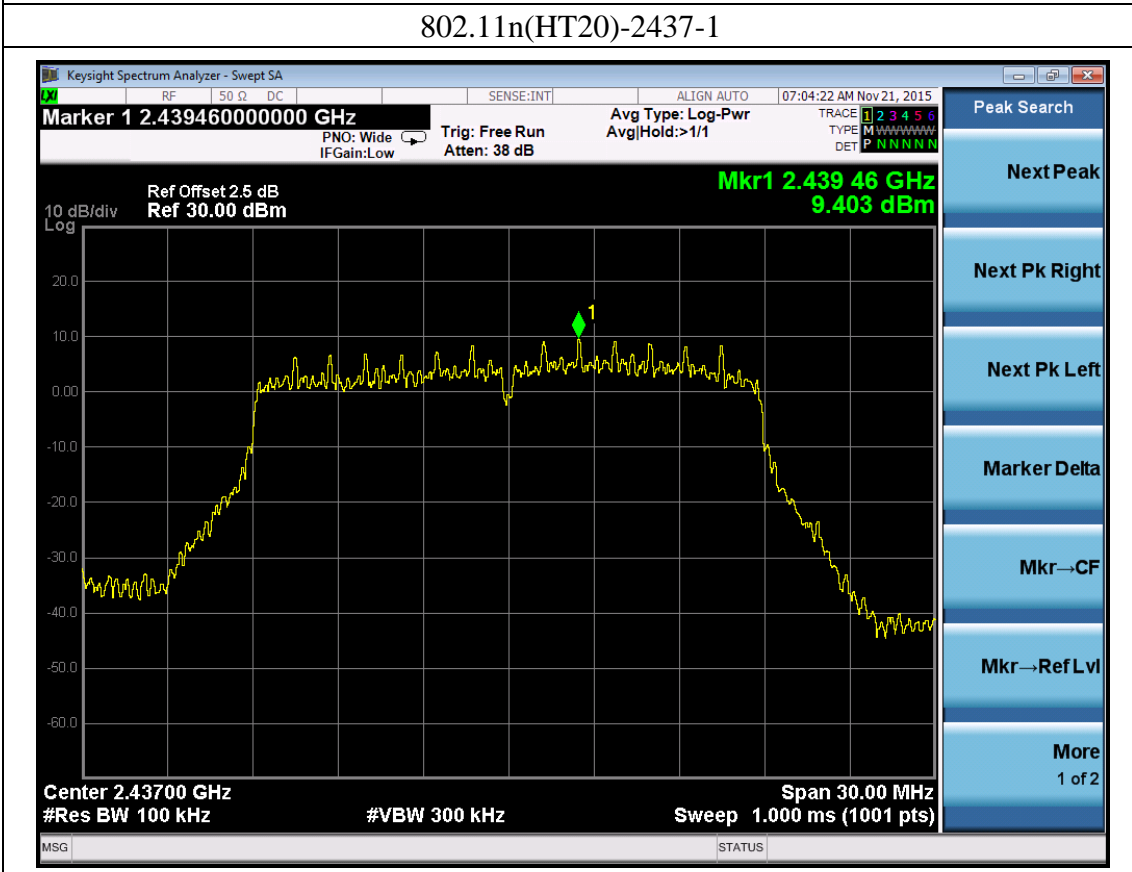 802.11n(HT20)-2437-1
Keysight Spectrum Analyzer - Swept SA
LXI RF 50 Ω DC SENSE:INT ALIGN AUTO 07:04:22 AM Nov 21, 2015
Marker 1 2.439460000000 GHz
PNO: Wide
IFGain:Low
Trig: Free Run
Atten: 38 dB
Avg Type: Log-Pwr
Avg|Hold:>1/1
TRACE 1 2 3 4 5 6
TYPE M WWWWW
DET P N N N N N
Peak Search
Mkr1 2.439 46 GHz
9.403 dBm
Ref Offset 2.5 dB
10 dB/div Ref 30.00 dBm
Log
20.0
10.0
0.00
-10.0
-20.0
-30.0
-40.0
-50.0
-60.0
1
Center 2.43700 GHz Span 30.00 MHz
#Res BW 100 kHz #VBW 300 kHz Sweep 1.000 ms (1001 pts)
MSG STATUS
Next Peak
Next Pk Right
Next Pk Left
Marker Delta
Mkr→CF
Mkr→Ref Lvl
More
1 of 2